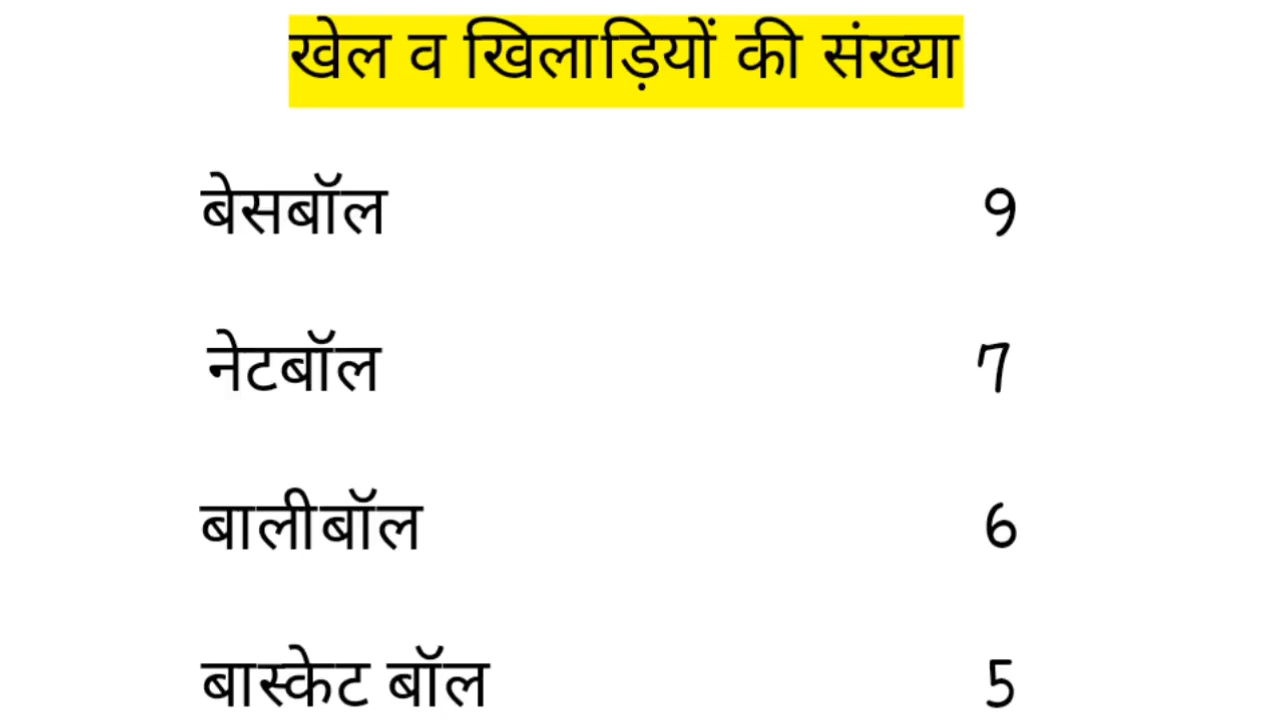 खेल व खिलाड़ियों की संख्या
बेसबॉल 9
नेटबॉल 7
बालीबॉल 6
बास्केट बॉल 5